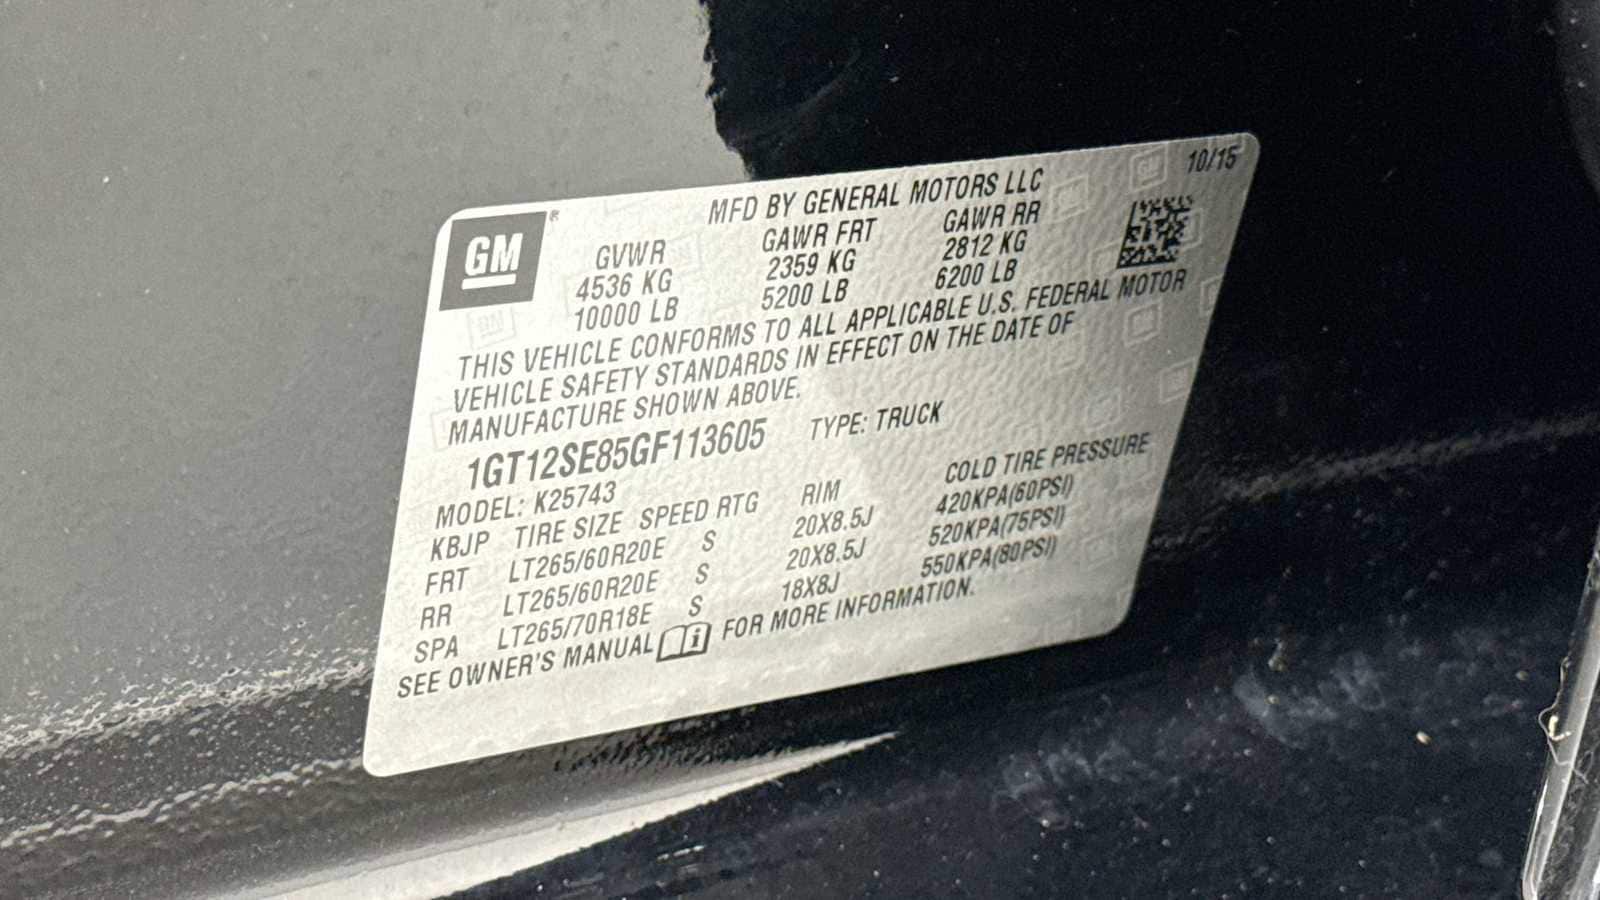 MFD BY GENERAL MOTORS LLC 10/15
GM®
GVWR GAWR FRT GAWR RR
4536 KG 2359 KG 2812 KG
10000 LB 5200 LB 6200 LB
THIS VEHICLE CONFORMS TO ALL APPLICABLE U.S. FEDERAL MOTOR
VEHICLE SAFETY STANDARDS IN EFFECT ON THE DATE OF
MANUFACTURE SHOWN ABOVE.
1GT12SE85GF113605 TYPE: TRUCK
MODEL: K25743
KBJP TIRE SIZE SPEED RTG RIM COLD TIRE PRESSURE
FRT LT265/60R20E S 20X8.5J 420KPA(60PSI)
RR LT265/60R20E S 20X8.5J 520KPA(75PSI)
SPA LT265/70R18E S 18X8J 550KPA(80PSI)
SEE OWNER'S MANUAL FOR MORE INFORMATION.